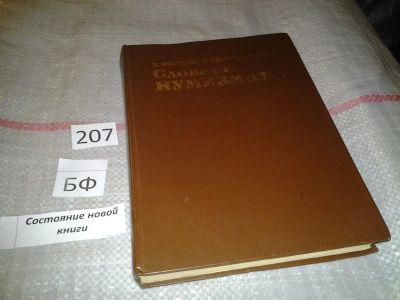 Словарь
НУМИЗМАТА
207
БФ
Состояние новой
книги